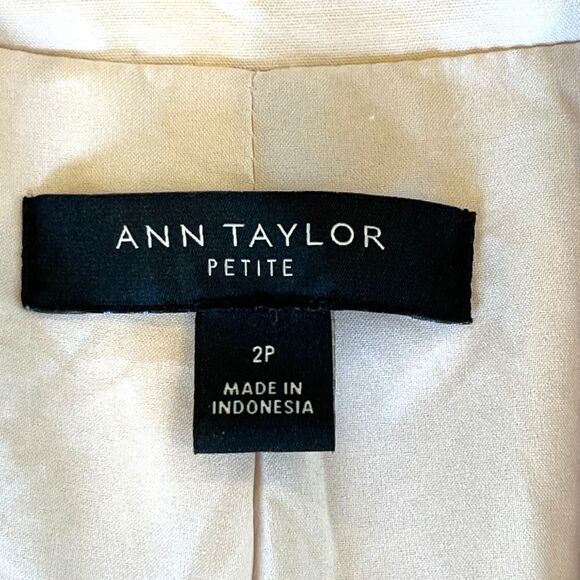 ANN TAYLOR
PETITE
2P
MADE IN
INDONESIA